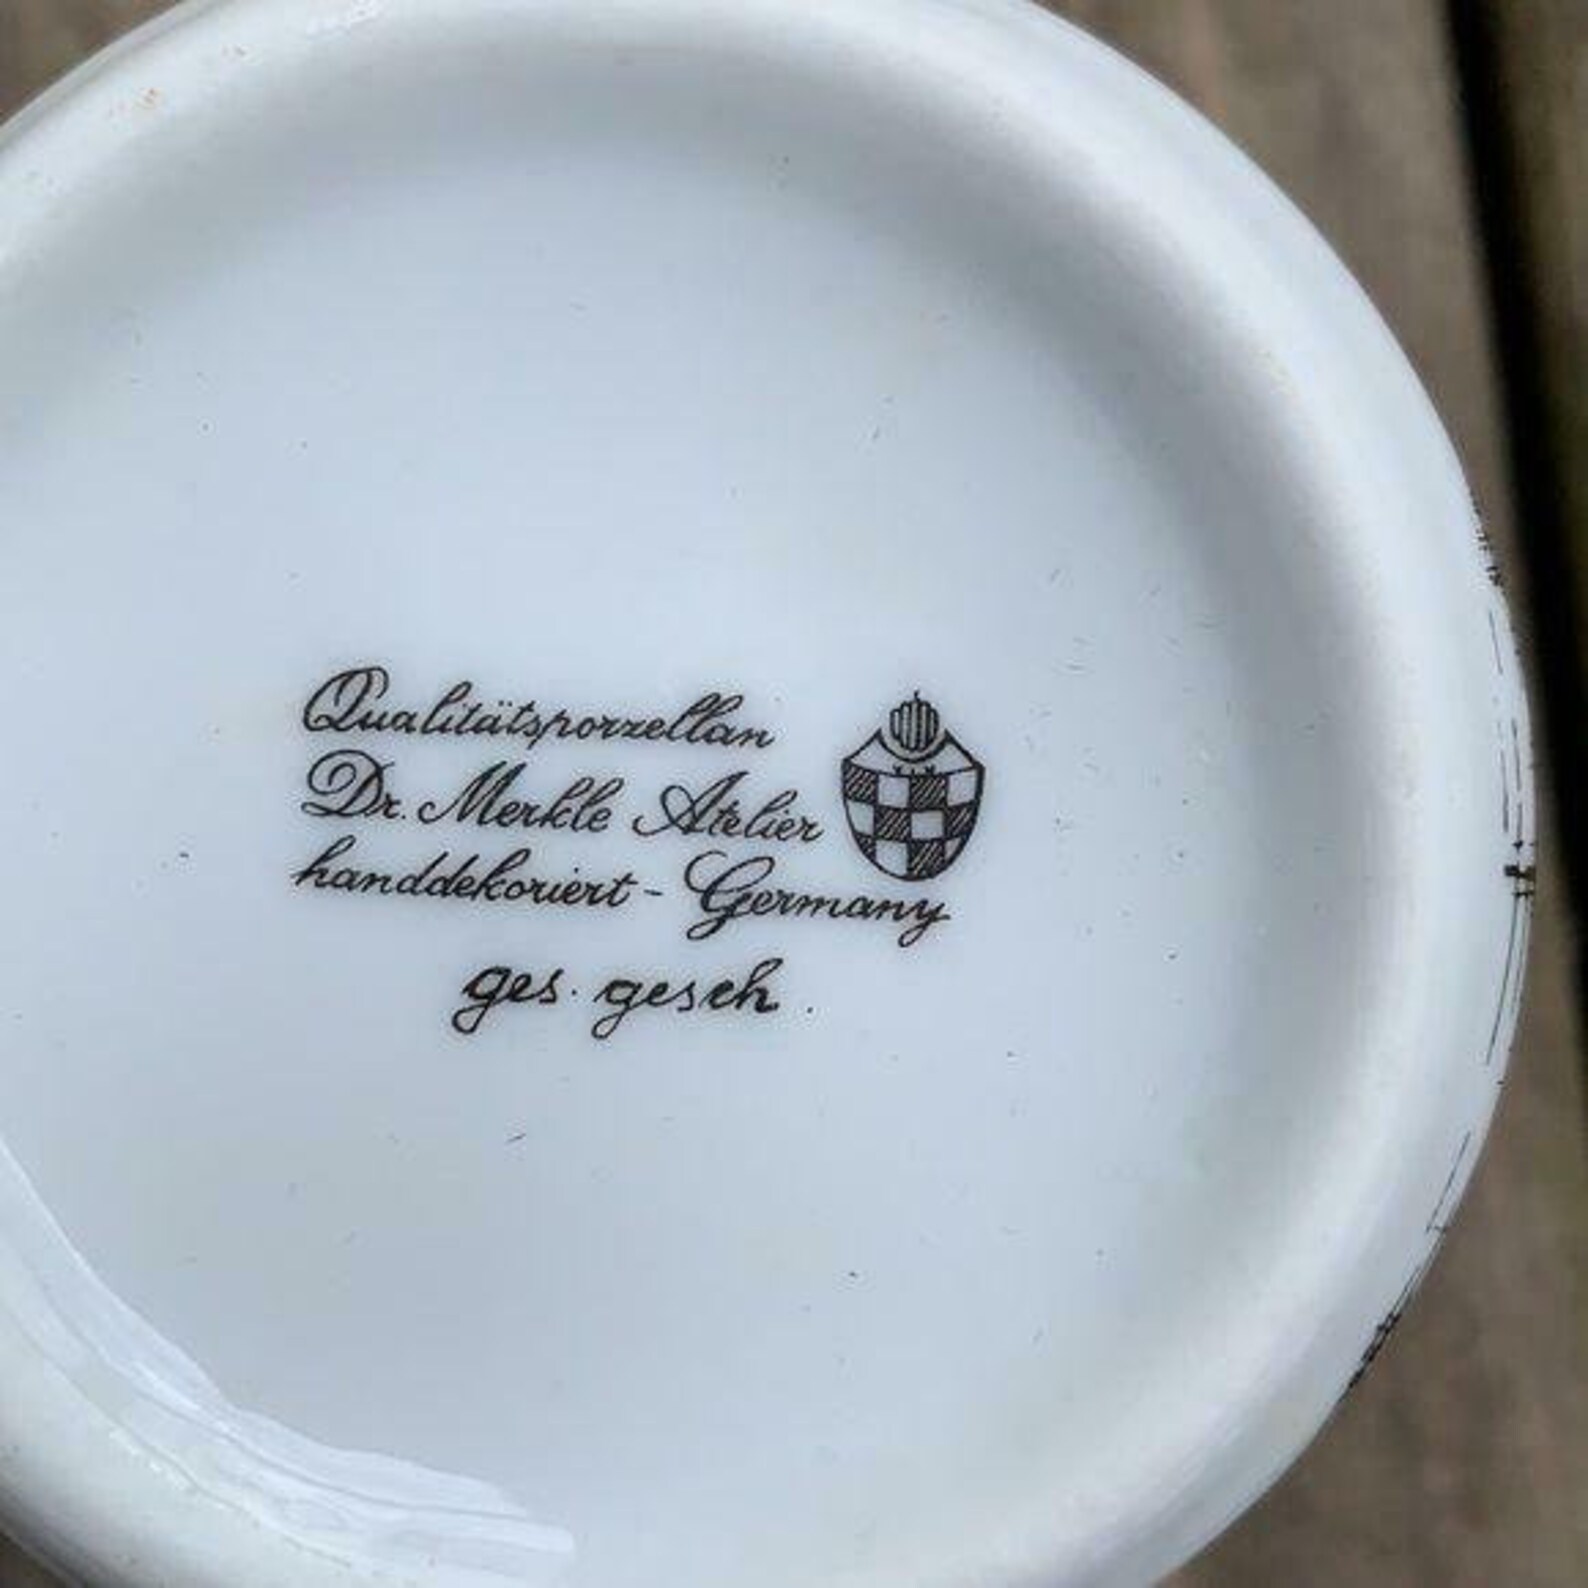 Qualitätsporzellan
Dr. Merkle Atelier
handdekoriert - Germany
ges. gesch.